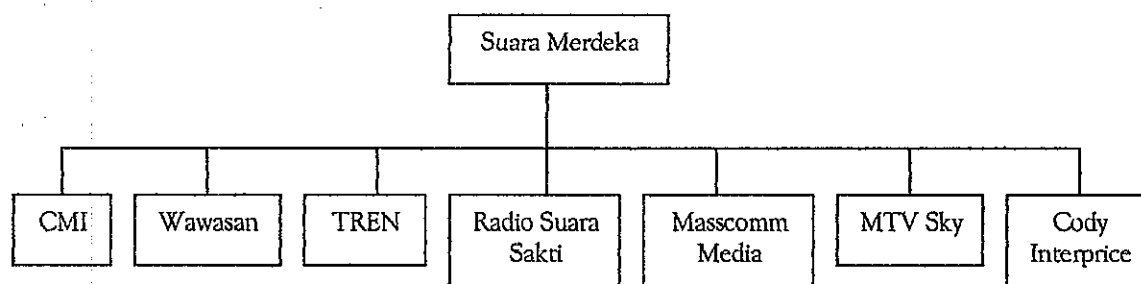 Suara Merdeka
CMI
Wawasan
TREN
Radio Suara
Sakti
Masscomm
Media
MTV Sky
Cody
Interprice